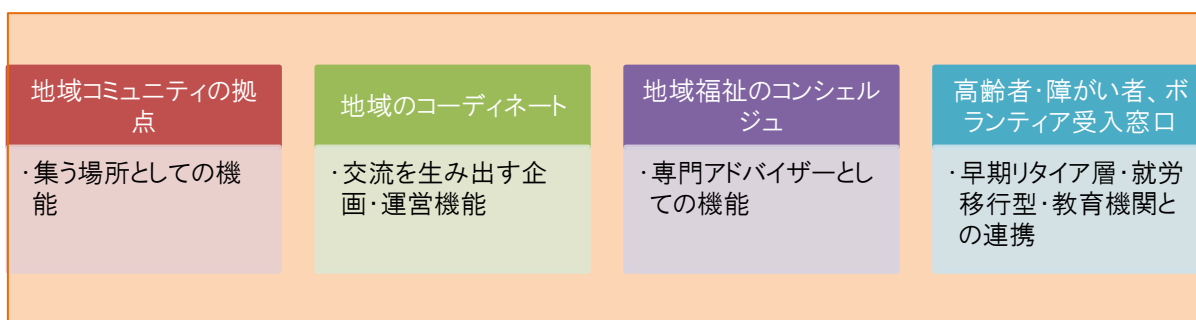 地域コミュニティの拠
点
・集う場所としての機
能
地域のコーディネート
・交流を生み出す企
画・運営機能
地域福祉のコンシェル
ジュ
・専門アドバイザーとし
ての機能
高齢者・障がい者、ボ
ランティア受入窓口
・早期リタイア層・就労
移行型・教育機関と
の連携